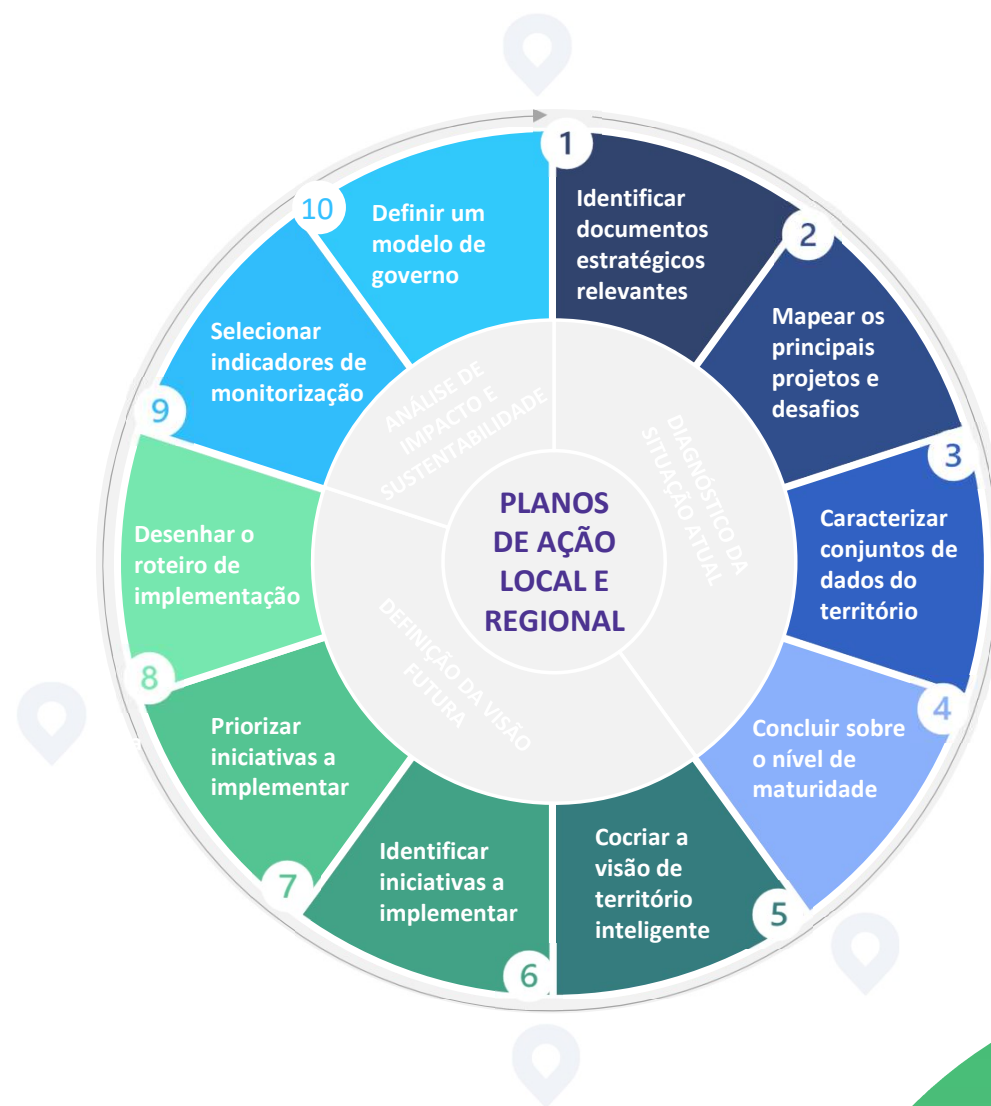 1
Identificar
documentos
estratégicos
relevantes
2
Mapear os
principais
projetos e
desafios
3
Caracterizar
conjuntos de
dados do
território
4
Concluir sobre
o nível de
maturidade
5
Cocriar a
visão de
território
inteligente
6
Identificar
iniciativas a
implementar
7
Priorizar
iniciativas a
implementar
8
Desenhar o
roteiro de
implementação
9
Selecionar
indicadores de
monitorização
10
Definir um
modelo de
governo
DIAGNÓSTICO DA
SITUAÇÃO ATUAL
DEFINIÇÃO DA VISÃO
FUTURA
ANÁLISE DE
IMPACTO E
SUSTENTABILIDADE
PLANOS
DE AÇÃO
LOCAL E
REGIONAL